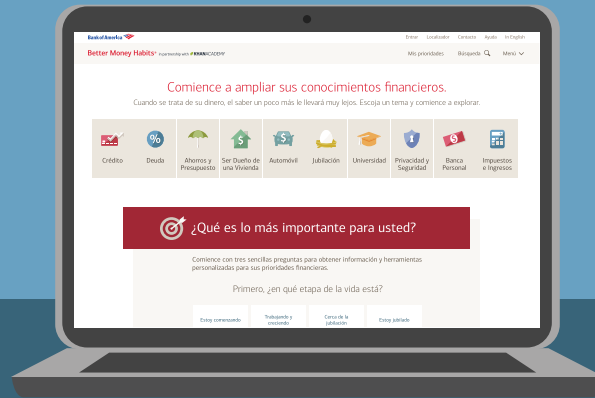 Bank of America
Entrar Localizador Contacto Ayuda In English
Better Money Habits® In partnership with KHANACADEMY
Mis prioridades Búsqueda Menú
Comience a ampliar sus conocimientos financieros.
Cuando se trata de su dinero, el saber un poco más le llevará muy lejos. Escoja un tema y comience a explorar.
Crédito
Deuda
Ahorros y
Presupuesto
Ser Dueño de
una Vivienda
Automóvil
Jubilación
Universidad
Privacidad y
Seguridad
Banca
Personal
Impuestos
e Ingresos
¿Qué es lo más importante para usted?
Comience con tres sencillas preguntas para obtener información y herramientas
personalizadas para sus prioridades financieras.
Primero, ¿en qué etapa de la vida está?
Estoy comenzando
Trabajando y
creciendo
Cerca de la
jubilación
Estoy jubilado